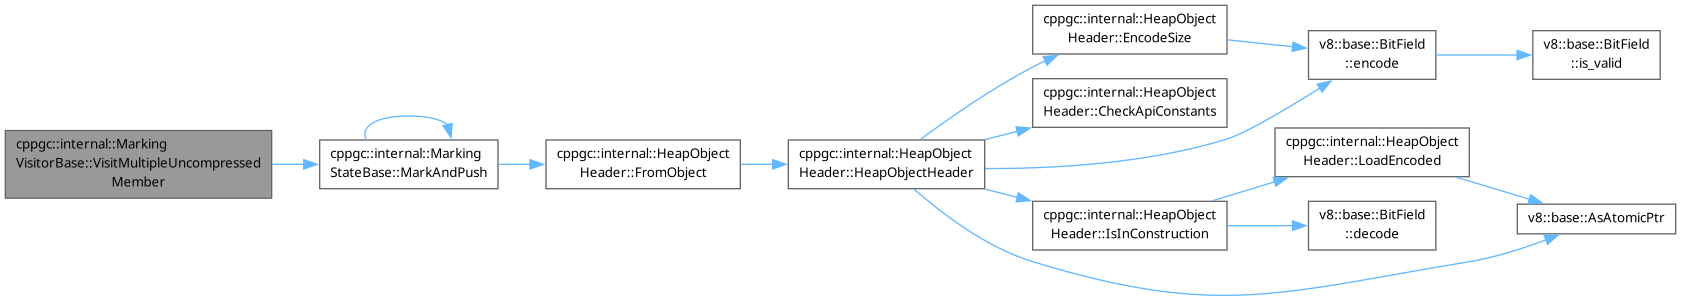 cppgc::internal::Marking
VisitorBase::VisitMultipleUncompressed
Member
cppgc::internal::Marking
StateBase::MarkAndPush
cppgc::internal::HeapObject
Header::FromObject
cppgc::internal::HeapObject
Header::HeapObjectHeader
cppgc::internal::HeapObject
Header::EncodeSize
cppgc::internal::HeapObject
Header::CheckApiConstants
cppgc::internal::HeapObject
Header::IsInConstruction
v8::base::BitField
::encode
cppgc::internal::HeapObject
Header::LoadEncoded
v8::base::BitField
::decode
v8::base::BitField
::is_valid
v8::base::AsAtomicPtr